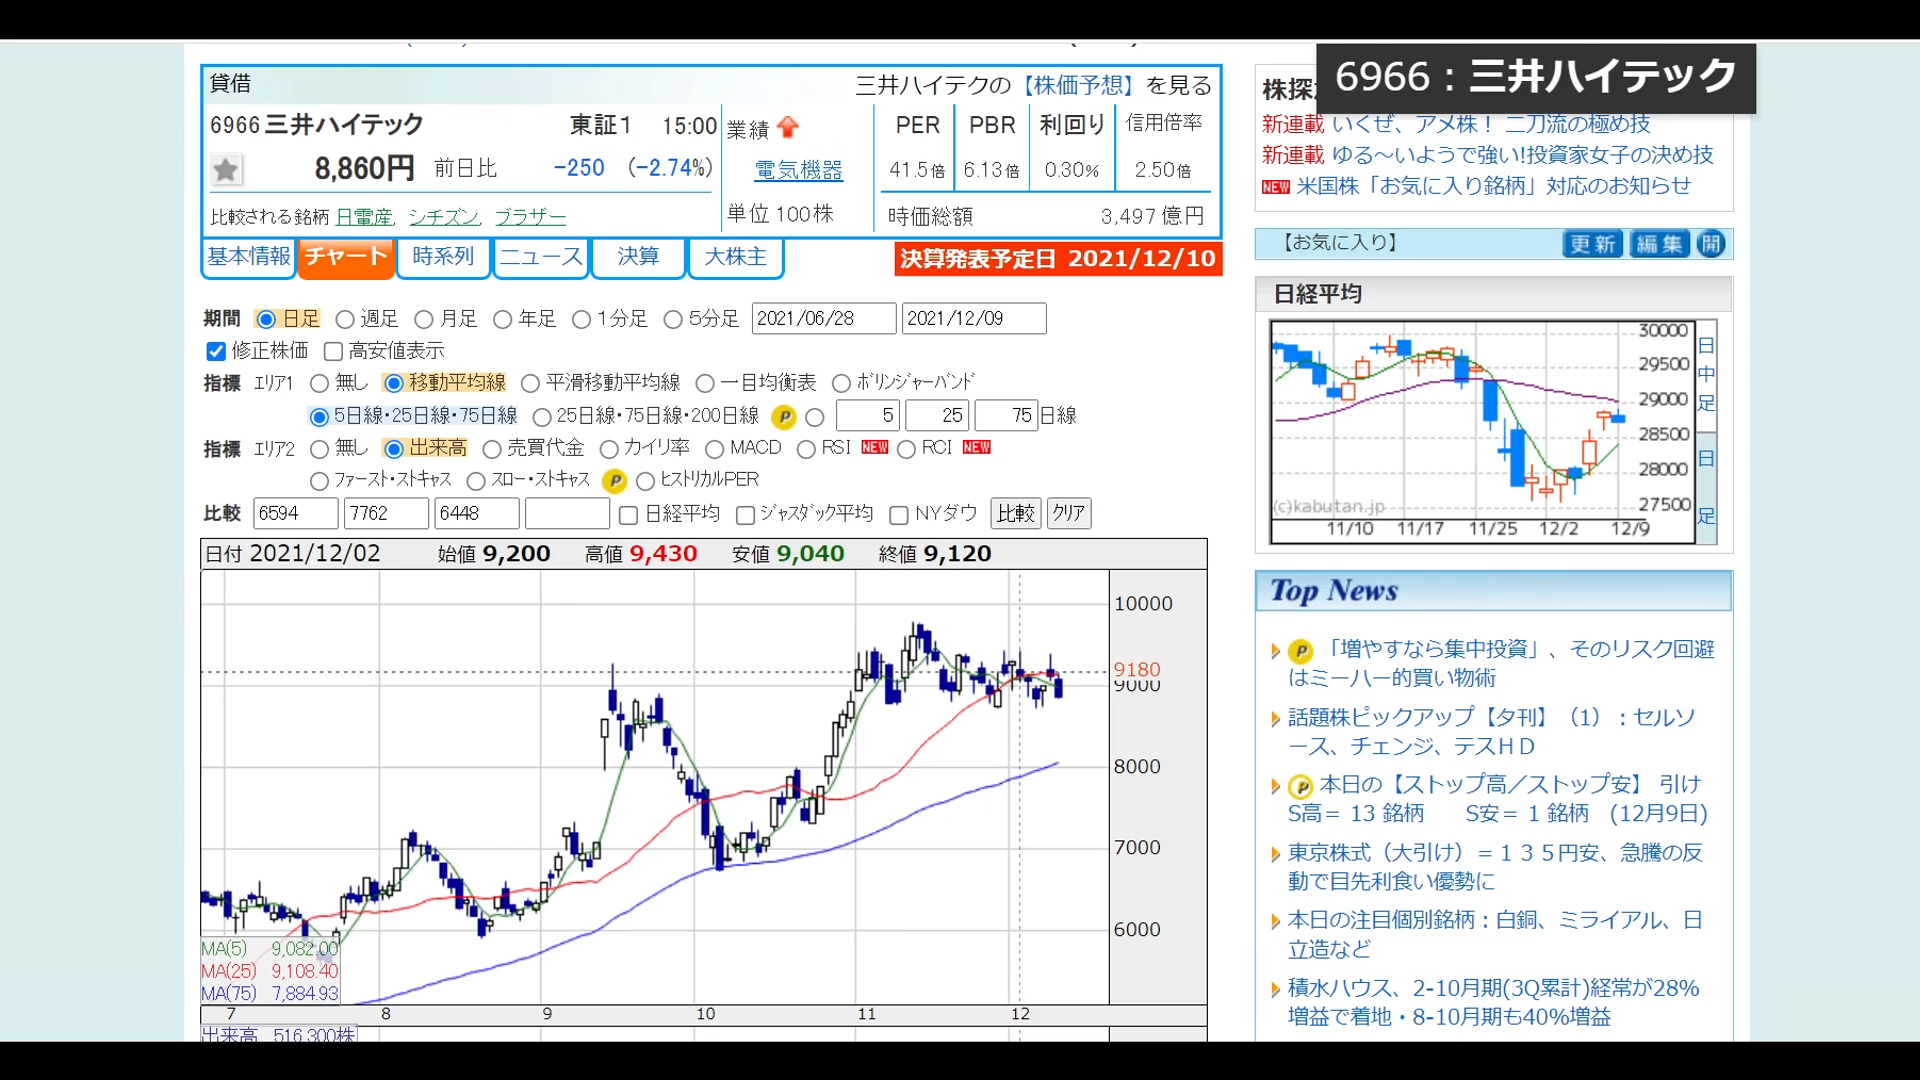 6966：三井ハイテック
貸借
三井ハイテクの【株価予想】を見る
6966 三井ハイテック 東証1 15:00
8,860円 前日比 -250 (-2.74%)
比較される銘柄 日電産, シチズン, ブラザー
業績
電気機器
単位 100株
PER PBR 利回り 信用倍率
41.5倍 6.13倍 0.30% 2.50倍
時価総額 3,497億円
基本情報 チャート 時系列 ニュース 決算 大株主
決算発表予定日 2021/12/10
期間 日足 週足 月足 年足 1分足 5分足 2021/06/28 2021/12/09
修正株価 高安値表示
指標 エリア1 無し 移動平均線 平滑移動平均線 一目均衡表 ボリンジャーバンド
5日線・25日線・75日線 25日線・75日線・200日線 P 5 25 75 日線
指標 エリア2 無し 出来高 売買代金 カイリ率 MACD RSI NEW RCI NEW
ファースト・ストキャス スロー・ストキャス P ヒストリカルPER
比較 6594 7762 6448 日経平均 ジャスダック平均 NYダウ 比較 クリア
日付 2021/12/02 始値 9,200 高値 9,430 安値 9,040 終値 9,120
10000
9180
9000
8000
7000
6000
MA(5) 9,082.00
MA(25) 9,108.40
MA(75) 7,884.93
7 8 9 10 11 12
出来高 516,300株
株探
新連載 いくぜ、アメ株！ 二刀流の極め技
新連載 ゆる～いようで強い!投資家女子の決め技
NEW 米国株「お気に入り銘柄」対応のお知らせ
【お気に入り】 更新 編集 開
日経平均
30000
29500
29000
28500
28000
27500
(c)kabutan.jp
11/10 11/17 11/25 12/2 12/9
日
中
足
日
足
Top News
P 「増やすなら集中投資」、そのリスク回避
はミーハー的買い物術
話題株ピックアップ【夕刊】（1）：セルソ
ース、チェンジ、テスＨＤ
P 本日の【ストップ高／ストップ安】 引け
S高＝ 13 銘柄 S安＝ 1 銘柄 (12月9日)
東京株式（大引け）＝１３５円安、急騰の反
動で目先利食い優勢に
本日の注目個別銘柄：白銅、ミライアル、日
立造など
積水ハウス、2-10月期(3Q累計)経常が28%
増益で着地・8-10月期も40%増益